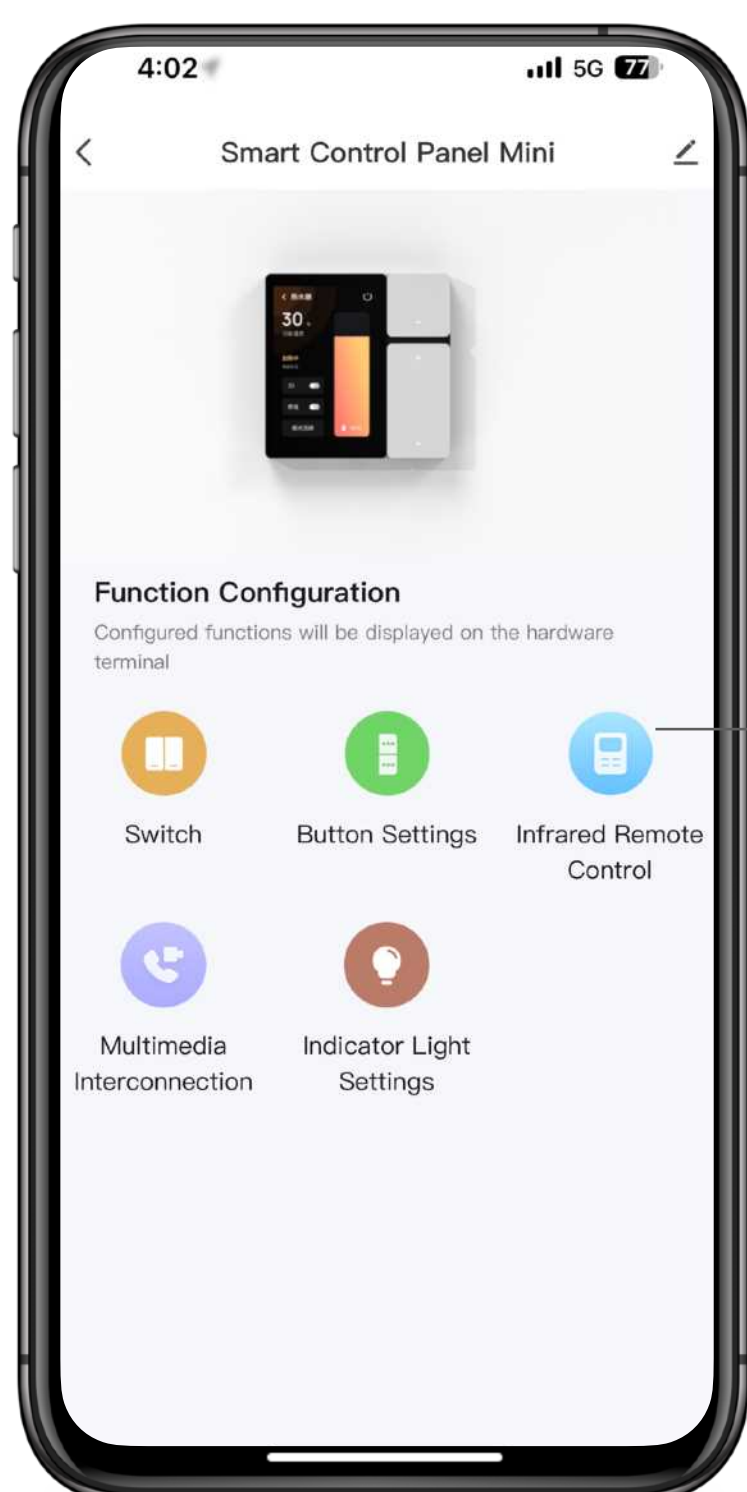 4:02
5G 77
Smart Control Panel Mini
30
Function Configuration
Configured functions will be displayed on the hardware
terminal
Switch
Button Settings
Infrared Remote
Control
Multimedia
Interconnection
Indicator Light
Settings